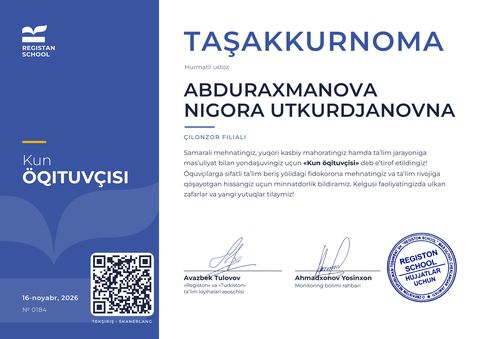 REGISTAN
SCHOOL
Kun
ÖQITUVÇISI
16-noyabr, 2026
№ 0184
TEKŞIRIŞ - SKANERLANG
TAŞAKKURNOMA
Hurmatli ustoz
ABDURAXMANOVA
NIGORA UTKURDJANOVNA
ÇILONZOR FILIALI
Samarali mehnatingiz, yuqori kasbiy mahoratingiz hamda ta'lim jarayoniga
mas'uliyat bilan yondaşuvingiz uçun «Kun öqituvçisi» deb e'tirof etildingiz!
Öquvçilarga sifatli ta'lim beriş yölidagi fidokorona mehnatingiz va ta'lim rivojiga
qöşayotgan hissangiz uçun minnatdorlik bildiramiz. Kelgusi faoliyatingizda ulkan
zafarlar va yangi yutuqlar tilaymiz!
Avazbek Tulovov
«Registon» va «Turkiston»
ta'lim loyihalari asoschisi
Ahmadxonov Yosinxon
Monitoring bölimi rahbari
REGISTON
SCHOOL
HUJJATLAR
UCHUN